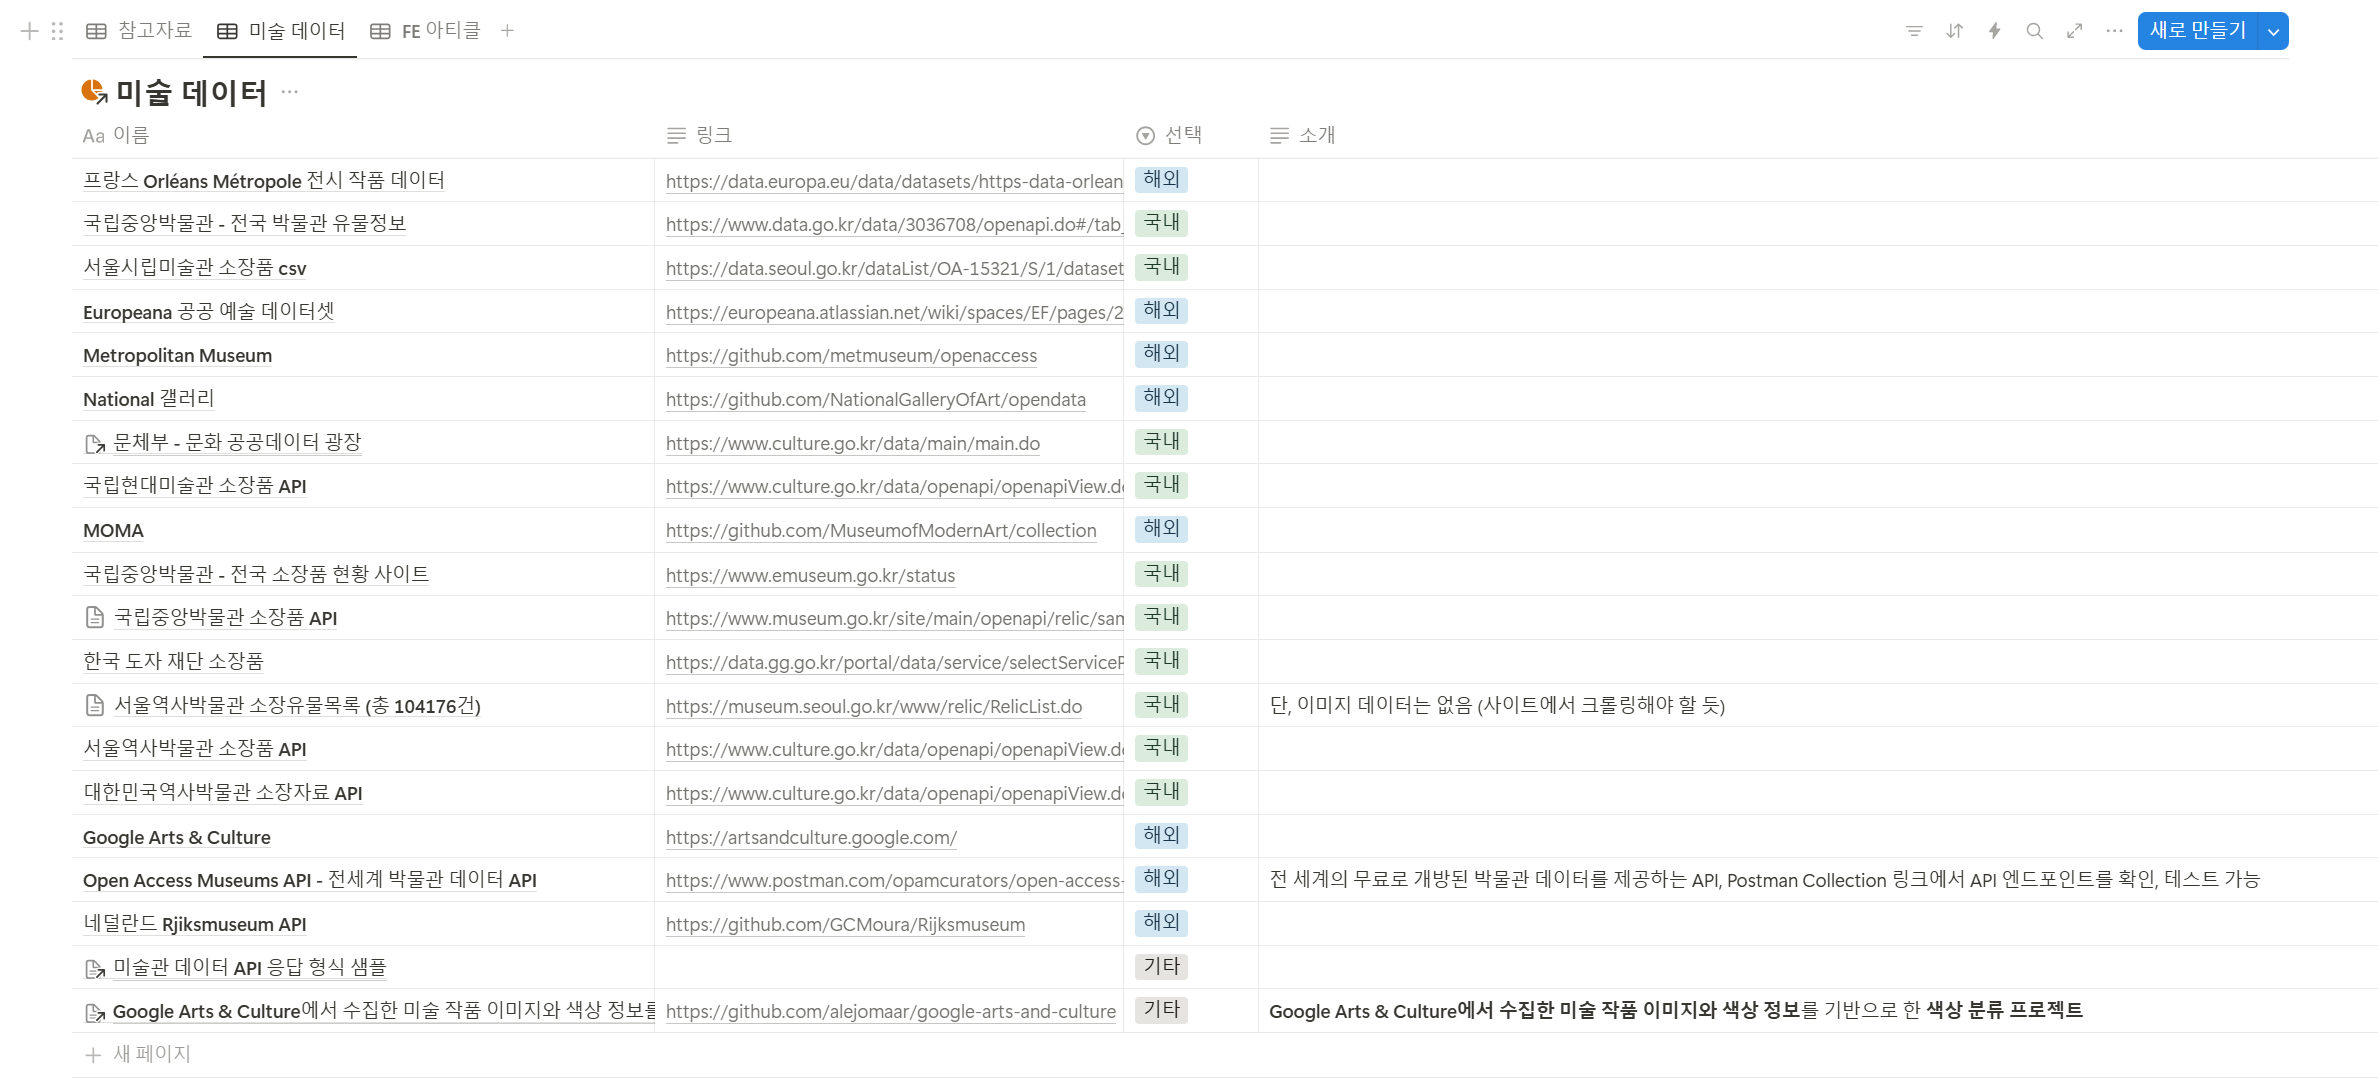 참고자료 미술 데이터 FE 아티클 새로 만들기
미술 데이터
Aa 이름 링크 선택 소개
프랑스 Orléans Métropole 전시 작품 데이터 https://data.europa.eu/data/datasets/https-data-orlean 해외
국립중앙박물관 - 전국 박물관 유물정보 https://www.data.go.kr/data/3036708/openapi.do#/tab_ 국내
서울시립미술관 소장품 csv https://data.seoul.go.kr/dataList/OA-15321/S/1/dataset 국내
Europeana 공공 예술 데이터셋 https://europeana.atlassian.net/wiki/spaces/EF/pages/2 해외
Metropolitan Museum https://github.com/metmuseum/openaccess 해외
National 갤러리 https://github.com/NationalGalleryOfArt/opendata 해외
문체부 - 문화 공공데이터 광장 https://www.culture.go.kr/data/main/main.do 국내
국립현대미술관 소장품 API https://www.culture.go.kr/data/openapi/openapiView.do 국내
MOMA https://github.com/MuseumofModernArt/collection 해외
국립중앙박물관 - 전국 소장품 현황 사이트 https://www.emuseum.go.kr/status 국내
국립중앙박물관 소장품 API https://www.museum.go.kr/site/main/openapi/relic/sam 국내
한국 도자 재단 소장품 https://data.gg.go.kr/portal/data/service/selectServiceP 국내
서울역사박물관 소장유물목록 (총 104176건) https://museum.seoul.go.kr/www/relic/RelicList.do 국내 단, 이미지 데이터는 없음 (사이트에서 크롤링해야 할 듯)
서울역사박물관 소장품 API https://www.culture.go.kr/data/openapi/openapiView.do 국내
대한민국역사박물관 소장자료 API https://www.culture.go.kr/data/openapi/openapiView.do 국내
Google Arts & Culture https://artsandculture.google.com/ 해외
Open Access Museums API - 전세계 박물관 데이터 API https://www.postman.com/opamcurators/open-access- 해외 전 세계의 무료로 개방된 박물관 데이터를 제공하는 API, Postman Collection 링크에서 API 엔드포인트를 확인, 테스트 가능
네덜란드 Rjiksmuseum API https://github.com/GCMoura/Rijksmuseum 해외
미술관 데이터 API 응답 형식 샘플 기타
Google Arts & Culture에서 수집한 미술 작품 이미지와 색상 정보를 https://github.com/alejomaar/google-arts-and-culture 기타 Google Arts & Culture에서 수집한 미술 작품 이미지와 색상 정보를 기반으로 한 색상 분류 프로젝트
새 페이지